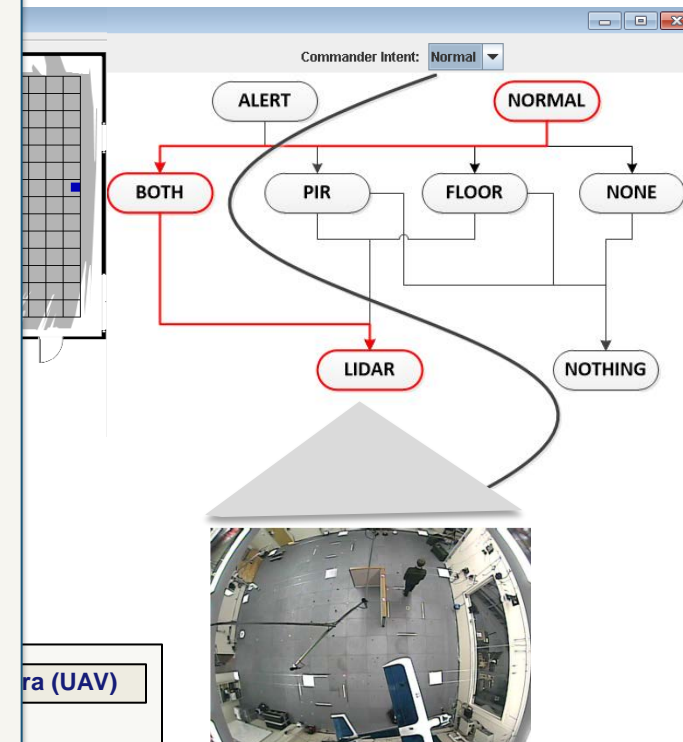 Commander Intent: Normal
ALERT
NORMAL
BOTH
PIR
FLOOR
NONE
LIDAR
NOTHING
ra (UAV)